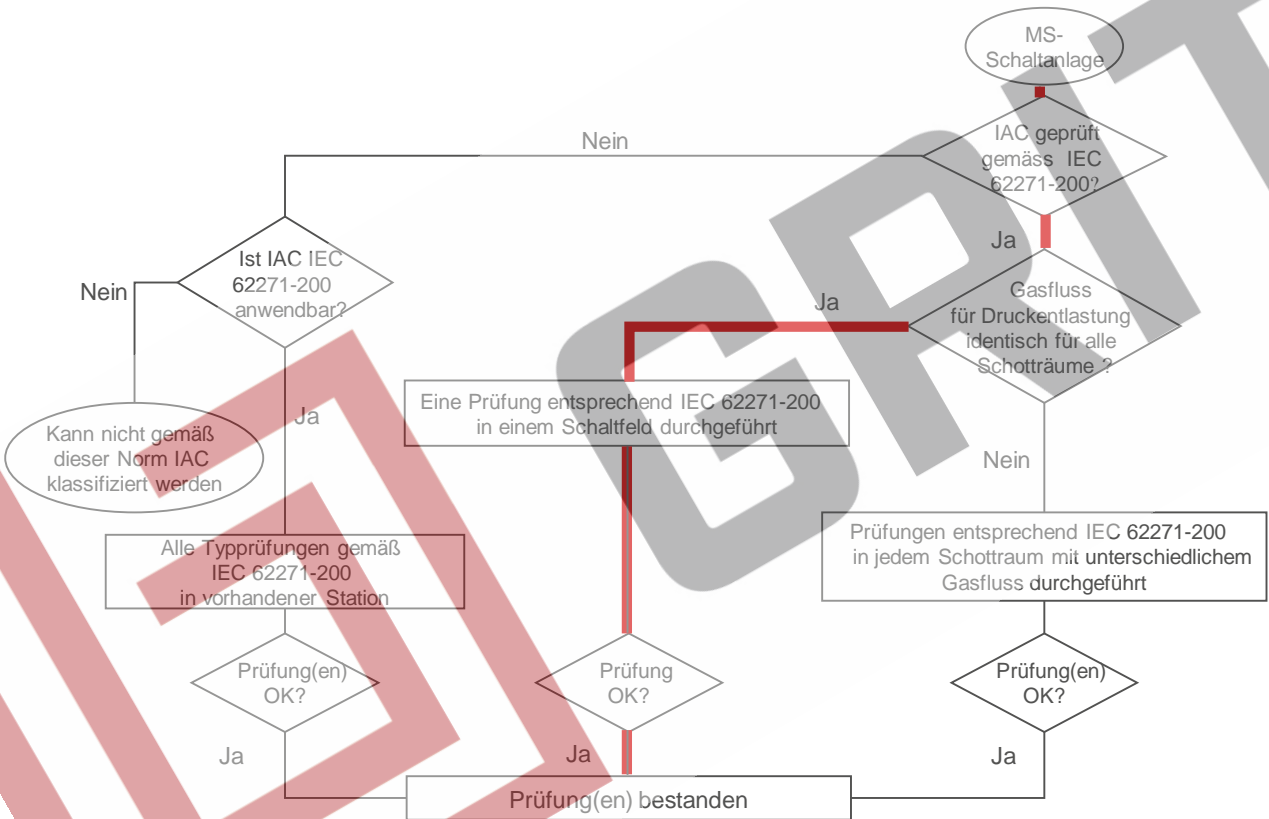 MS-
Schaltanlage
IAC geprüft
gemäss IEC
62271-200?
Nein
Ja
Ist IAC IEC
62271-200
anwendbar?
Nein
Gasfluss
für Druckentlastung
identisch für alle
Schotträume ?
Ja
Eine Prüfung entsprechend IEC 62271-200
in einem Schaltfeld durchgeführt
Kann nicht gemäß
dieser Norm IAC
klassifiziert werden
Ja
Nein
Alle Typprüfungen gemäß
IEC 62271-200
in vorhandener Station
Prüfungen entsprechend IEC 62271-200
in jedem Schottraum mit unterschiedlichem
Gasfluss durchgeführt
Prüfung(en)
OK?
Prüfung
OK?
Prüfung(en)
OK?
Ja
Ja
Ja
Prüfung(en) bestanden
GRIT